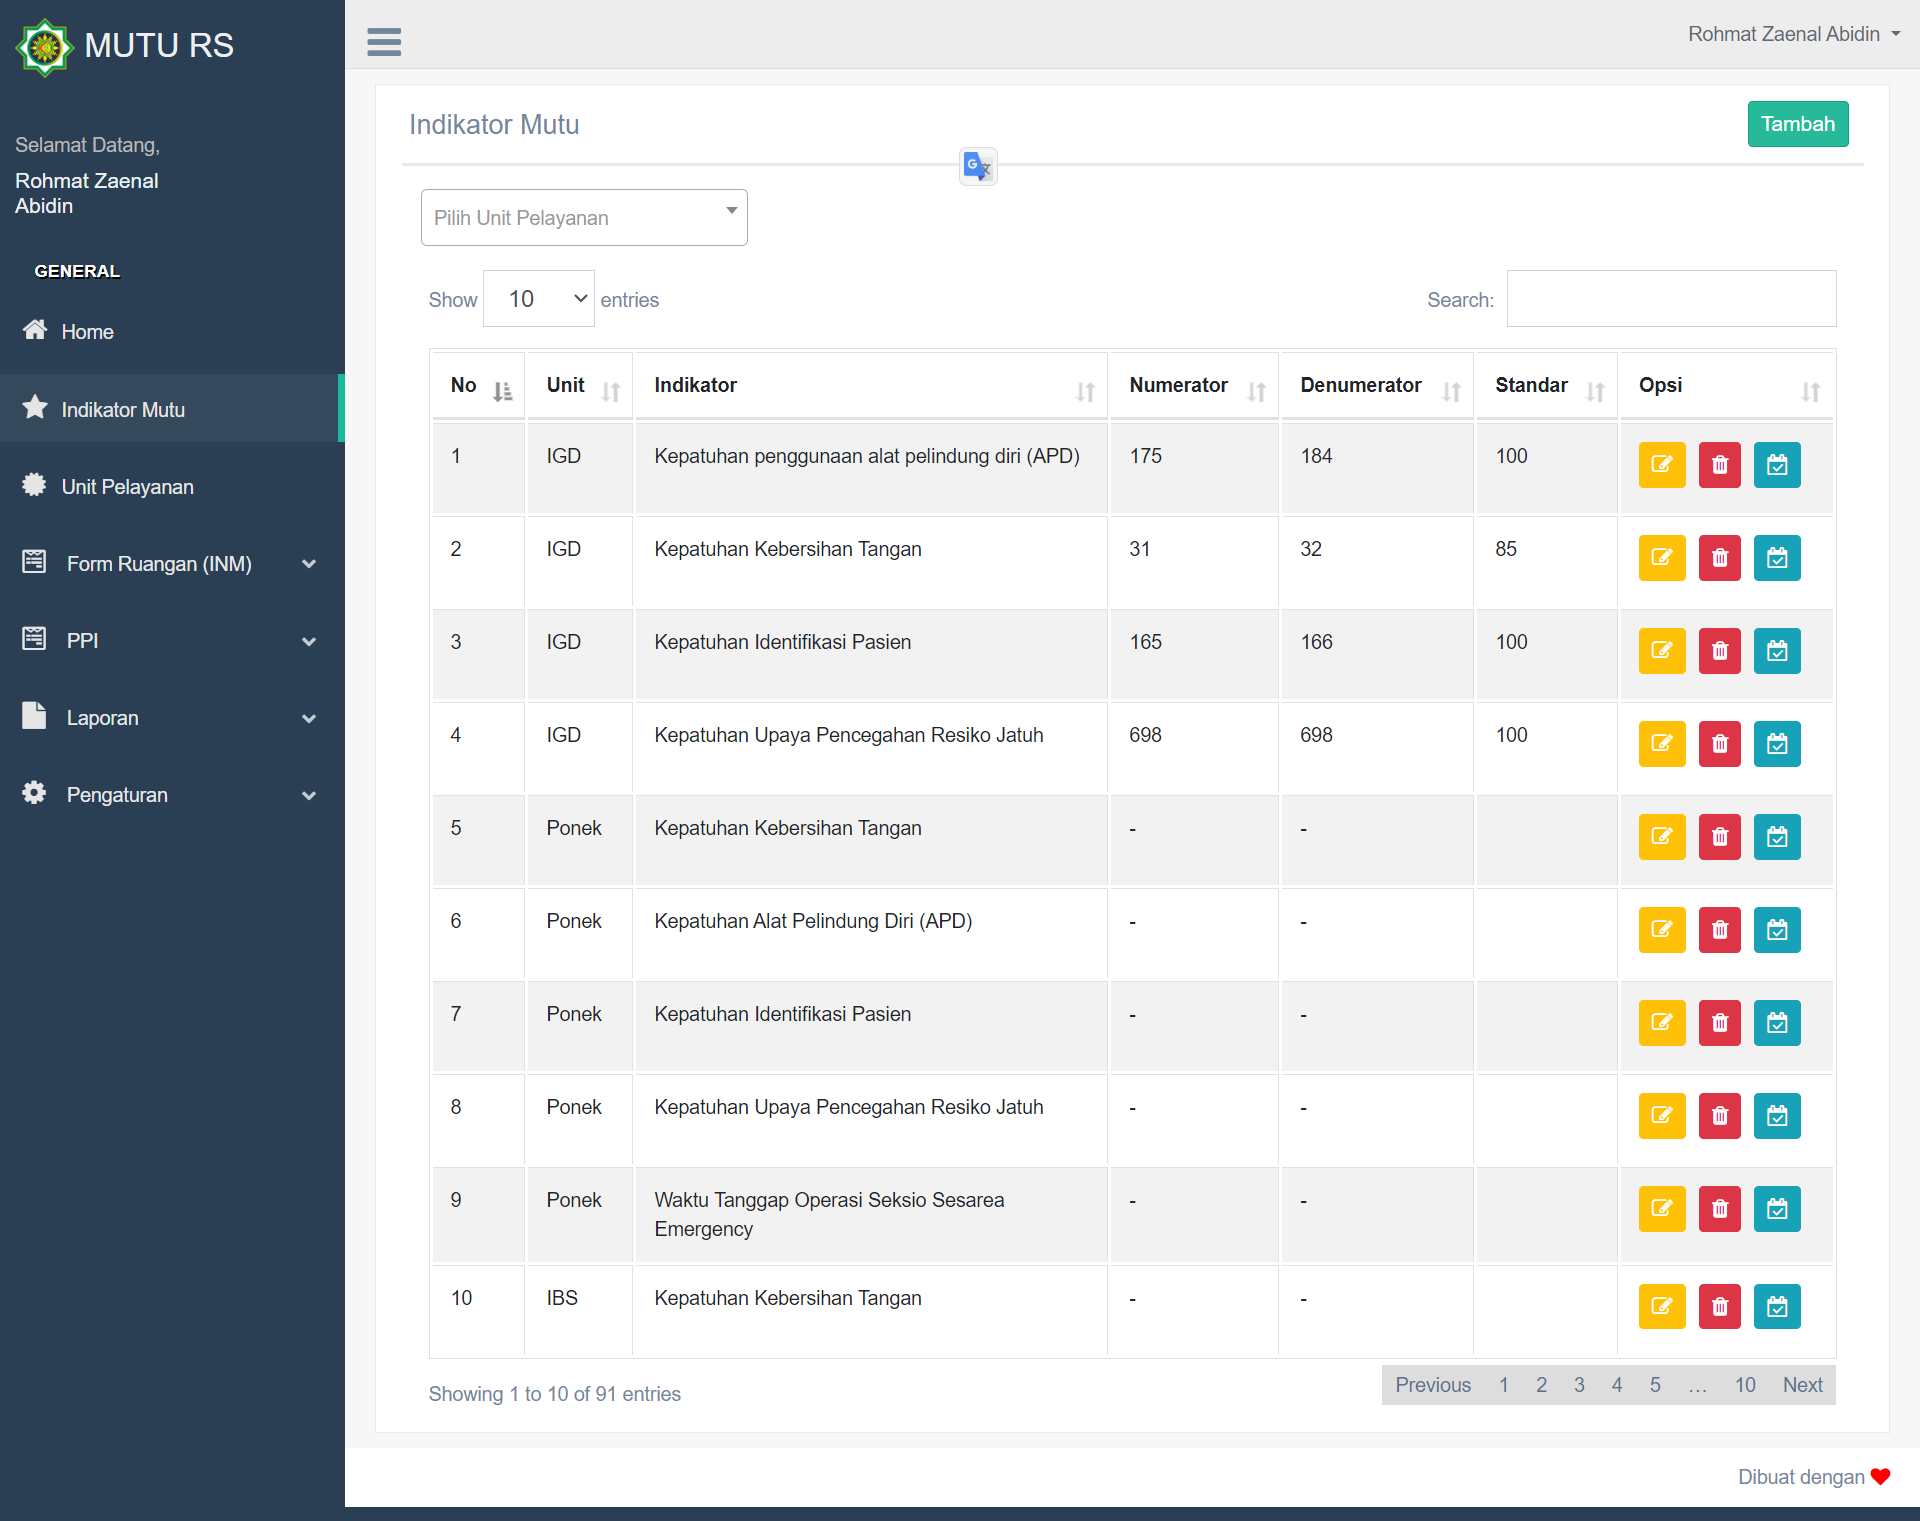 MUTU RS
Rohmat Zaenal Abidin
Selamat Datang,
Rohmat Zaenal
Abidin
GENERAL
Home
Indikator Mutu
Unit Pelayanan
Form Ruangan (INM)
PPI
Laporan
Pengaturan
Indikator Mutu
Tambah
Pilih Unit Pelayanan
Show 10 entries
Search:
No Unit Indikator Numerator Denumerator Standar Opsi
1 IGD Kepatuhan penggunaan alat pelindung diri (APD) 175 184 100
2 IGD Kepatuhan Kebersihan Tangan 31 32 85
3 IGD Kepatuhan Identifikasi Pasien 165 166 100
4 IGD Kepatuhan Upaya Pencegahan Resiko Jatuh 698 698 100
5 Ponek Kepatuhan Kebersihan Tangan - -
6 Ponek Kepatuhan Alat Pelindung Diri (APD) - -
7 Ponek Kepatuhan Identifikasi Pasien - -
8 Ponek Kepatuhan Upaya Pencegahan Resiko Jatuh - -
9 Ponek Waktu Tanggap Operasi Seksio Sesarea - -
Emergency
10 IBS Kepatuhan Kebersihan Tangan - -
Showing 1 to 10 of 91 entries
Previous 1 2 3 4 5 … 10 Next
Dibuat dengan